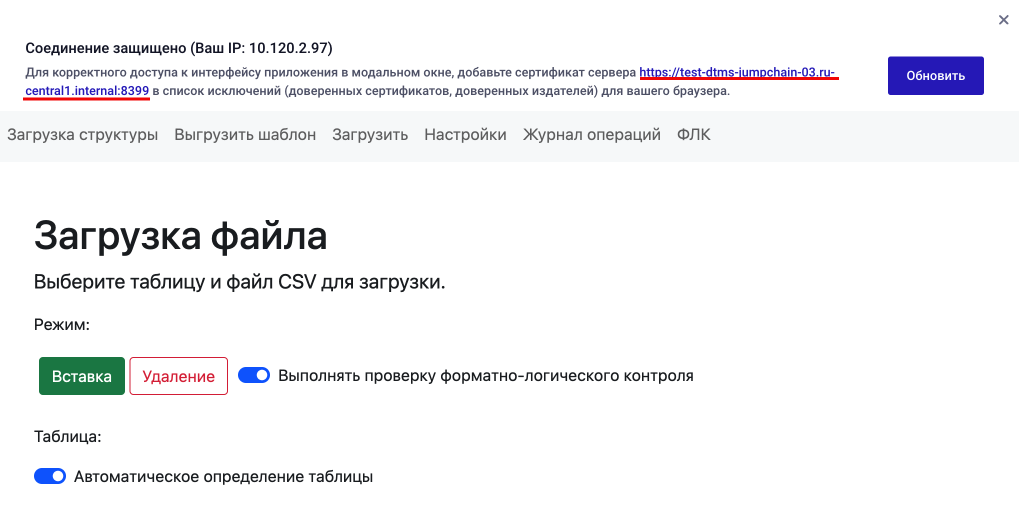 Соединение защищено (Ваш IP: 10.120.2.97)
Для корректного доступа к интерфейсу приложения в модальном окне, добавьте сертификат сервера https://test-dtms-jumpchain-03.ru-
central1.internal:8399 в список исключений (доверенных сертификатов, доверенных издателей) для вашего браузера.
Обновить
Загрузка структуры Выгрузить шаблон Загрузить Настройки Журнал операций ФЛК
Загрузка файла
Выберите таблицу и файл CSV для загрузки.
Режим:
Вставка Удаление Выполнять проверку форматно-логического контроля
Таблица:
Автоматическое определение таблицы